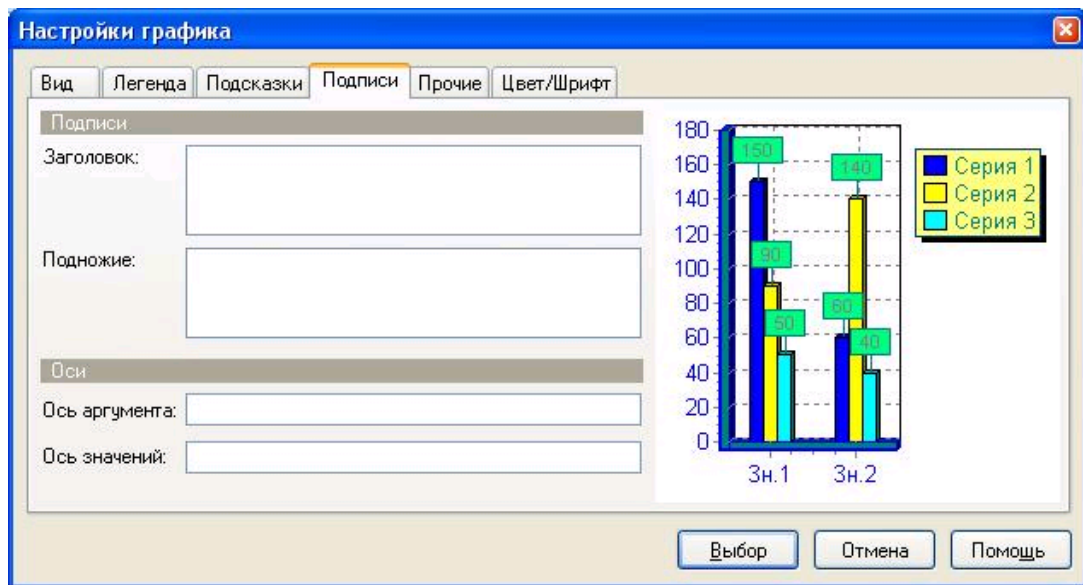 Настройки графика
Вид Легенда Подсказки Подписи Прочие Цвет/Шрифт
Подписи
Заголовок:
Подножие:
Оси
Ось аргумента:
Ось значений:
180
160
140
120
100
80
60
40
20
0
150
140
90
60
50
40
Зн.1 Зн.2
Серия 1
Серия 2
Серия 3
Выбор Отмена Помощь